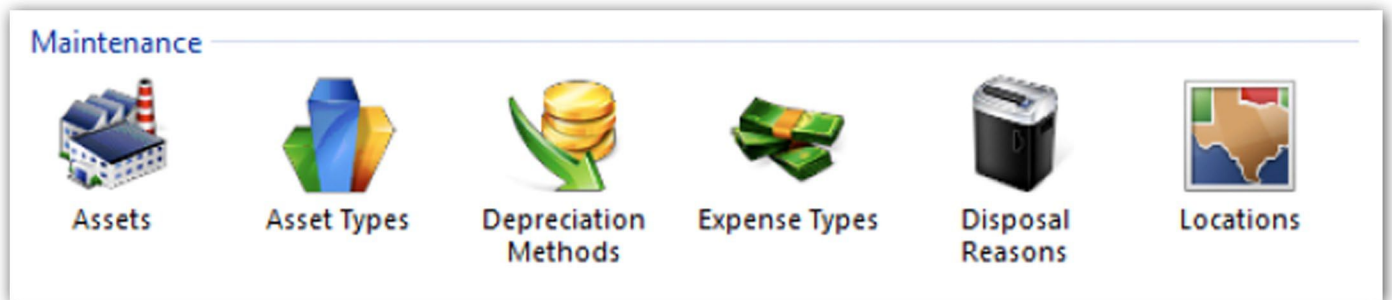 Maintenance
Assets
Asset Types
Depreciation
Methods
Expense Types
Disposal
Reasons
Locations